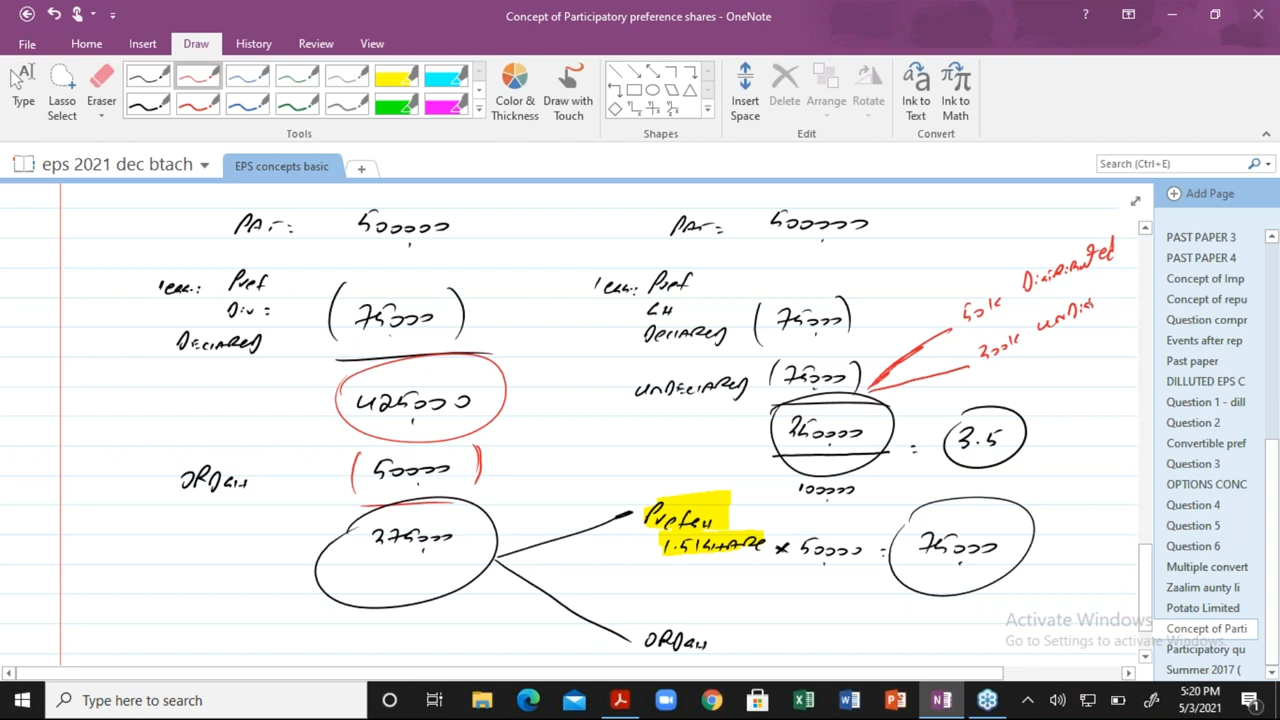 Concept of Participatory preference shares - OneNote
File Home Insert Draw History Review View
Type
Lasso Select
Eraser
Color & Thickness
Draw with Touch
Insert Space
Delete
Arrange
Rotate
Ink to Text
Ink to Math
Tools
Shapes
Edit
Convert
eps 2021 dec btach
EPS concepts basic
Search (Ctrl+E)
PAT: 500000
Less: Pref
Div:
DECLARED
(75000)
425000
ORDSH (50000)
375000
PAT: 500000
Less: Pref
SH
DECLARED (75000)
UNDECLARED (75000)
350000 = 3.5
100000
50k Distributed
300k UNDIS
PrefSH
1.5/SHARE * 50000 = 75000
ORDSH
Add Page
PAST PAPER 3
PAST PAPER 4
Concept of Imp
Concept of repu
Question compr
Events after rep
Past paper
DILLUTED EPS C
Question 1 - dill
Question 2
Convertible pref
Question 3
OPTIONS CONC
Question 4
Question 5
Question 6
Multiple convert
Zaalim aunty li
Potato Limited
Concept of Parti
Participatory qu
Summer 2017 (
Activate Windows
Go to Settings to activate Windows.
Type here to search
5:20 PM
5/3/2021